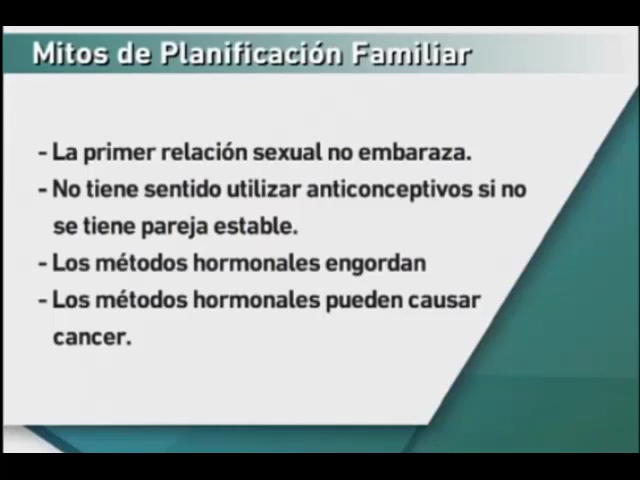 Mitos de Planificación Familiar
- La primer relación sexual no embaraza.
- No tiene sentido utilizar anticonceptivos si no
se tiene pareja estable.
- Los métodos hormonales engordan
- Los métodos hormonales pueden causar
cancer.